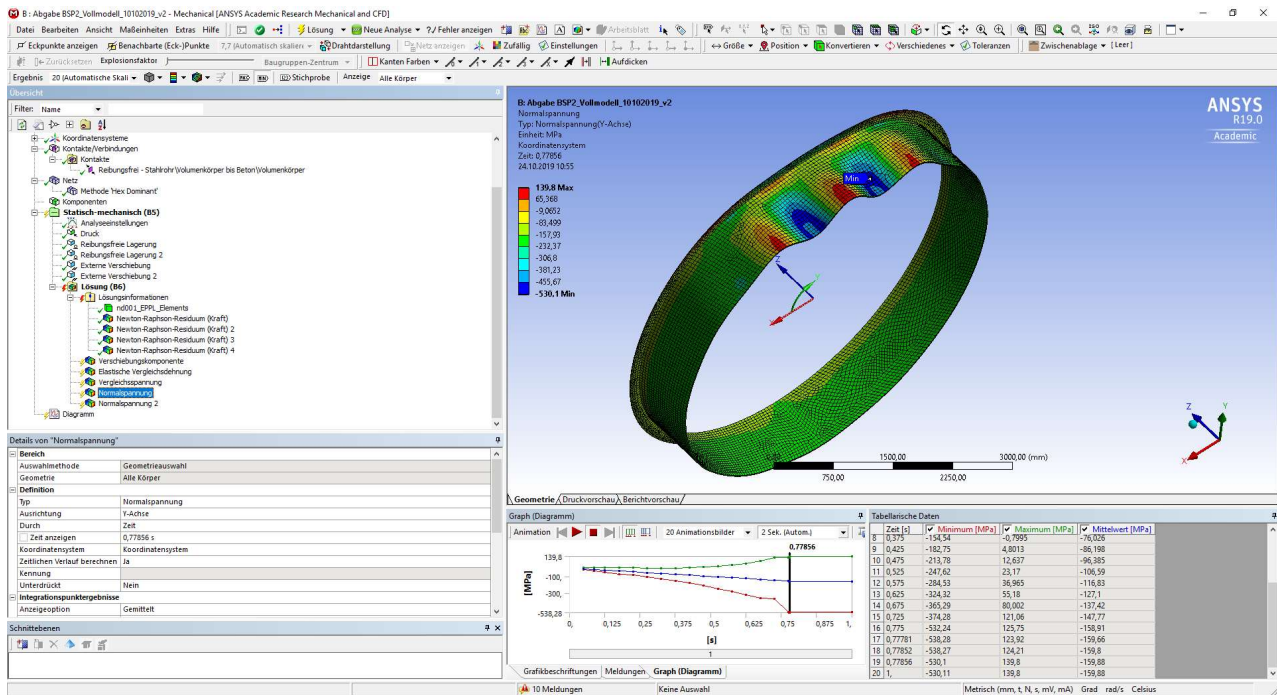 B : Abgabe BSP2_Vollmodell_10102019_v2 - Mechanical [ANSYS Academic Research Mechanical and CFD]
Datei Bearbeiten Ansicht Maßeinheiten Extras Hilfe Lösung Neue Analyse ?/ Fehler anzeigen Arbeitsblatt
Eckpunkte anzeigen Benachbarte (Eck-)Punkte 7,7 (Automatisch skalieren Drahtdarstellung Netz anzeigen Zufällig Einstellungen Größe Position Konvertieren Verschiedenes Toleranzen Zwischenablage [Leer]
Zurücksetzen Explosionsfaktor Baugruppen-Zentrum Kanten Farben Aufdicken
Ergebnis 20 (Automatische Skali Stichprobe Anzeige Alle Körper
Übersicht
Filter: Name
Koordinatensysteme
Kontakte/Verbindungen
Kontakte
Reibungsfrei - Stahlrohr\Volumenkörper bis Beton\Volumenkörper
Netz
Methode 'Hex Dominant'
Komponenten
Statisch-mechanisch (B5)
Analyseeinstellungen
Druck
Reibungsfreie Lagerung
Reibungsfreie Lagerung 2
Externe Verschiebung
Externe Verschiebung 2
Lösung (B6)
Lösungsinformationen
nd001_EPPL_Elements
Newton-Raphson-Residuum (Kraft)
Newton-Raphson-Residuum (Kraft) 2
Newton-Raphson-Residuum (Kraft) 3
Newton-Raphson-Residuum (Kraft) 4
Verschiebungskomponente
Elastische Vergleichsdehnung
Vergleichsspannung
Normalspannung
Normalspannung 2
Diagramm
Details von "Normalspannung"
Bereich
Auswahlmethode Geometrieauswahl
Geometrie Alle Körper
Definition
Typ Normalspannung
Ausrichtung Y-Achse
Durch Zeit
Zeit anzeigen 0,77856 s
Koordinatensystem Koordinatensystem
Zeitlichen Verlauf berechnen Ja
Kennung
Unterdrückt Nein
Integrationspunktergebnisse
Anzeigeoption Gemittelt
Schnittebenen
B: Abgabe BSP2_Vollmodell_10102019_v2
Normalspannung
Typ: Normalspannung(Y-Achse)
Einheit: MPa
Koordinatensystem
Zeit: 0,77856
24.10.2019 10:55
139,8 Max
65,368
-9,0652
-83,499
-157,93
-232,37
-306,8
-381,23
-455,67
-530,1 Min
Min
ANSYS
R19.0
Academic
Z
Y
X
Z
Y
X
0,00 1500,00 3000,00 (mm)
750,00 2250,00
Geometrie Druckvorschau Berichtvorschau
Graph (Diagramm)
Animation 20 Animationsbilder 2 Sek. (Autom.)
0,77856
139,8
-100,
-300,
-538,28
[MPa]
0, 0,125 0,25 0,375 0,5 0,625 0,75 0,875 1,
[s]
1
Grafikbeschriftungen Meldungen Graph (Diagramm)
Tabellarische Daten
Zeit [s] Minimum [MPa] Maximum [MPa] Mittelwert [MPa]
8 0,375 -154,54 -0,7995 -76,026
9 0,425 -182,75 4,8013 -86,198
10 0,475 -213,78 12,637 -96,385
11 0,525 -247,62 23,17 -106,59
12 0,575 -284,53 36,965 -116,83
13 0,625 -324,32 55,18 -127,1
14 0,675 -365,29 80,002 -137,42
15 0,725 -374,28 121,06 -147,77
16 0,775 -532,24 125,75 -158,91
17 0,77781 -538,28 123,92 -159,66
18 0,77852 -538,27 124,21 -159,8
19 0,77856 -530,1 139,8 -159,88
20 1, -530,11 139,8 -159,88
10 Meldungen Keine Auswahl Metrisch (mm, t, N, s, mV, mA) Grad rad/s Celsius